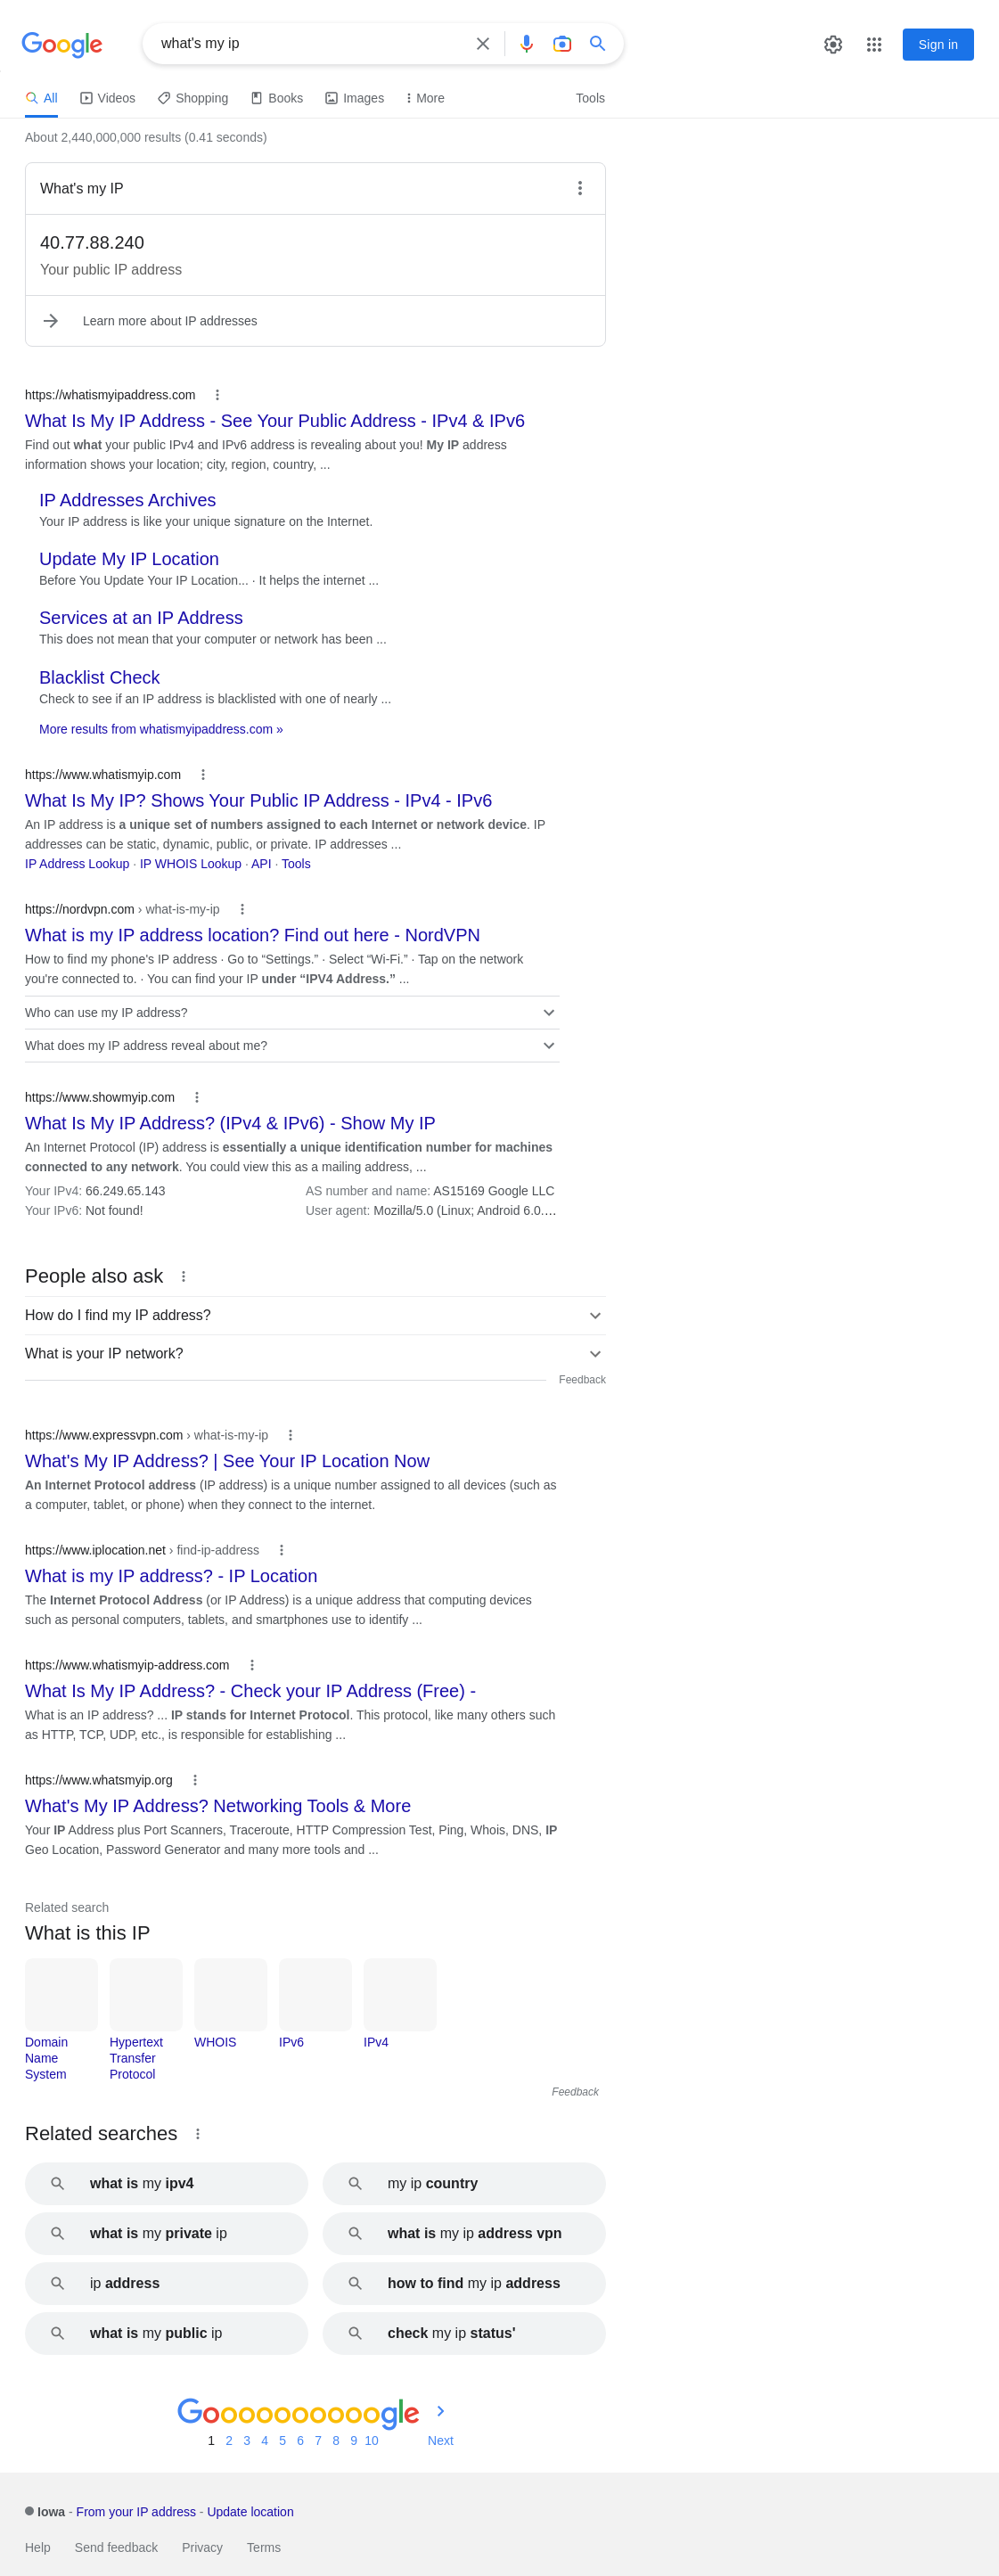 Google
what's my ip
Sign in
All Videos Shopping Books Images More Tools
About 2,440,000,000 results (0.41 seconds)
What's my IP
40.77.88.240
Your public IP address
Learn more about IP addresses
https://whatismyipaddress.com
What Is My IP Address - See Your Public Address - IPv4 & IPv6
Find out what your public IPv4 and IPv6 address is revealing about you! My IP address
information shows your location; city, region, country, ...
IP Addresses Archives
Your IP address is like your unique signature on the Internet.
Update My IP Location
Before You Update Your IP Location... · It helps the internet ...
Services at an IP Address
This does not mean that your computer or network has been ...
Blacklist Check
Check to see if an IP address is blacklisted with one of nearly ...
More results from whatismyipaddress.com »
https://www.whatismyip.com
What Is My IP? Shows Your Public IP Address - IPv4 - IPv6
An IP address is a unique set of numbers assigned to each Internet or network device. IP
addresses can be static, dynamic, public, or private. IP addresses ...
IP Address Lookup · IP WHOIS Lookup · API · Tools
https://nordvpn.com › what-is-my-ip
What is my IP address location? Find out here - NordVPN
How to find my phone's IP address · Go to “Settings.” · Select “Wi-Fi.” · Tap on the network
you're connected to. · You can find your IP under “IPV4 Address.” ...
Who can use my IP address?
What does my IP address reveal about me?
https://www.showmyip.com
What Is My IP Address? (IPv4 & IPv6) - Show My IP
An Internet Protocol (IP) address is essentially a unique identification number for machines
connected to any network. You could view this as a mailing address, ...
Your IPv4: 66.249.65.143 AS number and name: AS15169 Google LLC
Your IPv6: Not found! User agent: Mozilla/5.0 (Linux; Android 6.0....
People also ask
How do I find my IP address?
What is your IP network?
Feedback
https://www.expressvpn.com › what-is-my-ip
What's My IP Address? | See Your IP Location Now
An Internet Protocol address (IP address) is a unique number assigned to all devices (such as
a computer, tablet, or phone) when they connect to the internet.
https://www.iplocation.net › find-ip-address
What is my IP address? - IP Location
The Internet Protocol Address (or IP Address) is a unique address that computing devices
such as personal computers, tablets, and smartphones use to identify ...
https://www.whatismyip-address.com
What Is My IP Address? - Check your IP Address (Free) -
What is an IP address? ... IP stands for Internet Protocol. This protocol, like many others such
as HTTP, TCP, UDP, etc., is responsible for establishing ...
https://www.whatsmyip.org
What's My IP Address? Networking Tools & More
Your IP Address plus Port Scanners, Traceroute, HTTP Compression Test, Ping, Whois, DNS, IP
Geo Location, Password Generator and many more tools and ...
Related search
What is this IP
Domain Name System
Hypertext Transfer Protocol
WHOIS
IPv6
IPv4
Feedback
Related searches
what is my ipv4
my ip country
what is my private ip
what is my ip address vpn
ip address
how to find my ip address
what is my public ip
check my ip status'
Goooooooooogle
1 2 3 4 5 6 7 8 9 10 Next
Iowa - From your IP address - Update location
Help Send feedback Privacy Terms